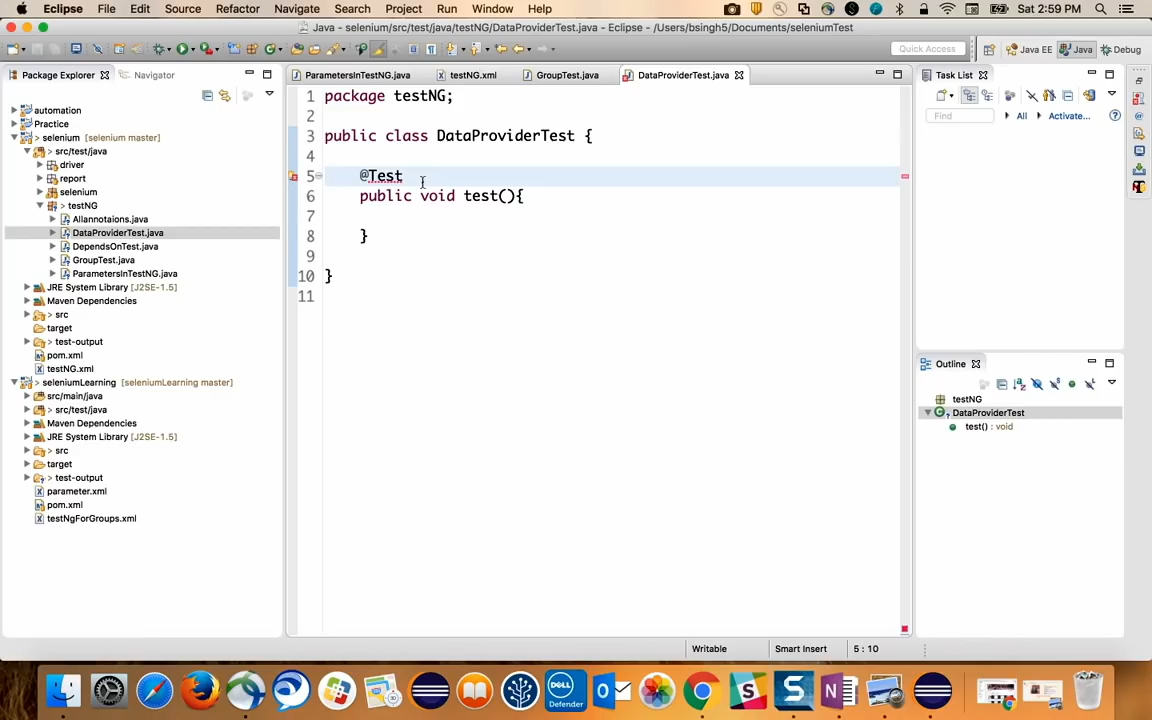 Eclipse File Edit Source Refactor Navigate Search Project Run Window Help Sat 2:59 PM
Java - selenium/src/test/java/testNG/DataProviderTest.java - Eclipse - /Users/bsingh5/Documents/seleniumTest
Quick Access Java EE Java Debug
Package Explorer Navigator
ParametersInTestNG.java testNG.xml GroupTest.java DataProviderTest.java
Task List
Find All Activate...
automation
Practice
selenium [selenium master]
src/test/java
driver
report
selenium
testNG
Allannotaions.java
DataProviderTest.java
DependsOnTest.java
GroupTest.java
ParametersInTestNG.java
JRE System Library [J2SE-1.5]
Maven Dependencies
src
target
test-output
pom.xml
testNG.xml
seleniumLearning [seleniumLearning master]
src/main/java
src/test/java
Maven Dependencies
JRE System Library [J2SE-1.5]
src
target
test-output
parameter.xml
pom.xml
testNgForGroups.xml
1 package testNG;
2
3 public class DataProviderTest {
4
5 @Test
6 public void test(){
7
8 }
9
10 }
11
Outline
testNG
DataProviderTest
test() : void
Writable Smart Insert 5 : 10
DELL
Defender